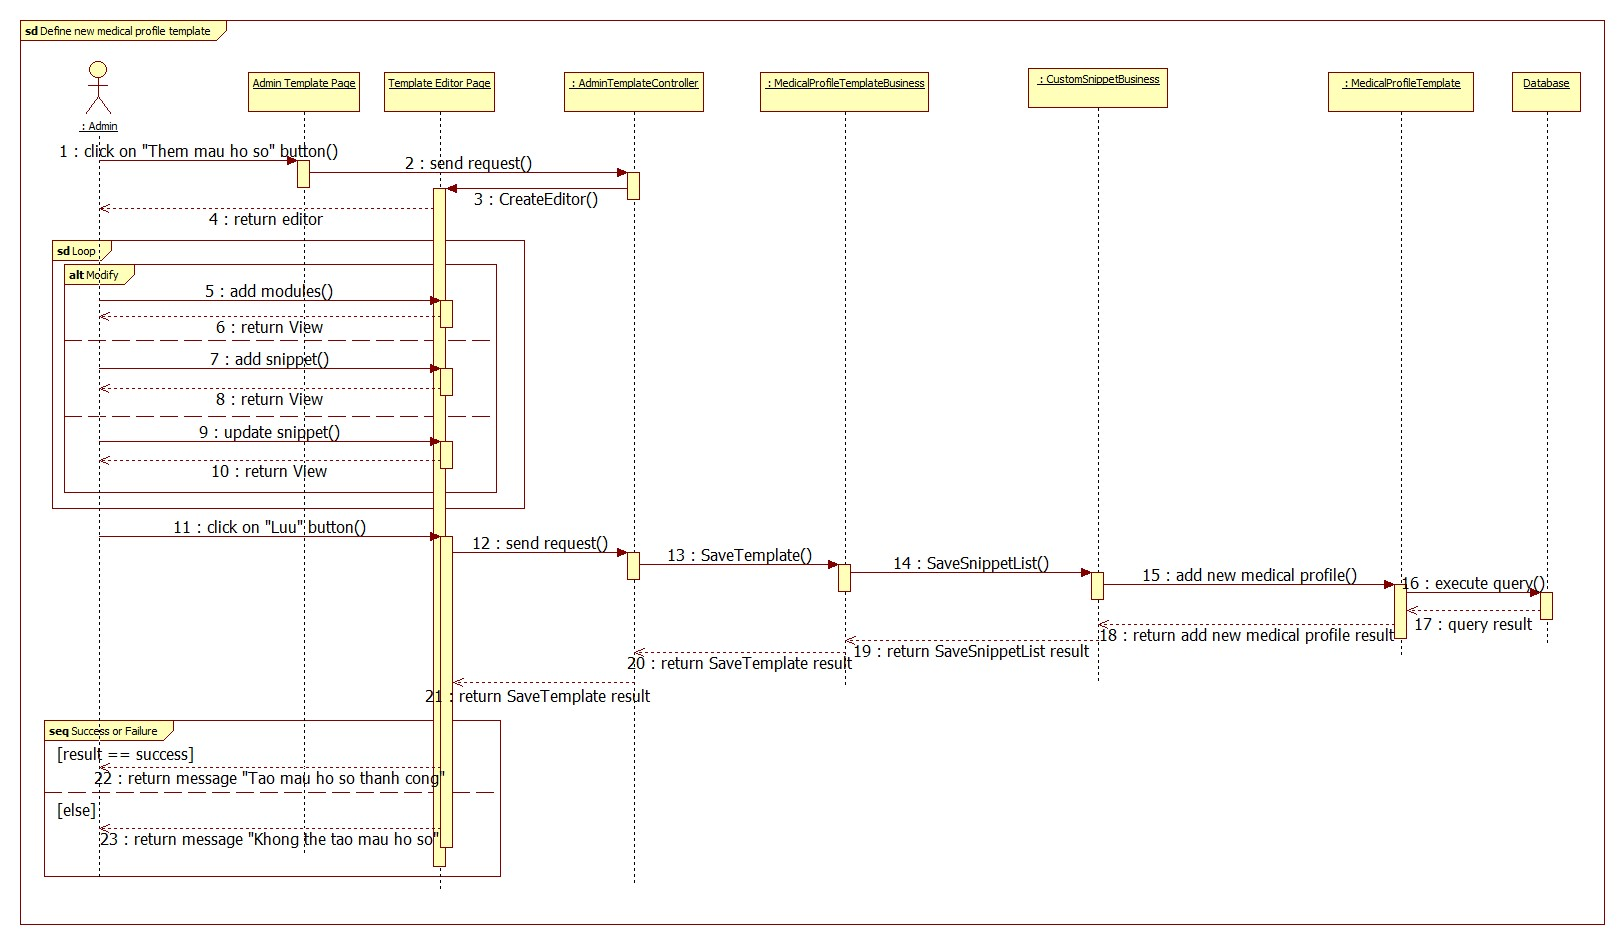 sd Define new medical profile template
: Admin
Admin Template Page
Template Editor Page
: AdminTemplateController
: MedicalProfileTemplateBusiness
: CustomSnippetBusiness
: MedicalProfileTemplate
Database
1 : click on "Them mau ho so" button()
2 : send request()
3 : CreateEditor()
4 : return editor
sd Loop
alt Modify
5 : add modules()
6 : return View
7 : add snippet()
8 : return View
9 : update snippet()
10 : return View
11 : click on "Luu" button()
12 : send request()
13 : SaveTemplate()
14 : SaveSnippetList()
15 : add new medical profile()
16 : execute query()
17 : query result
18 : return add new medical profile result
19 : return SaveSnippetList result
20 : return SaveTemplate result
21 : return SaveTemplate result
seq Success or Failure
[result == success]
22 : return message "Tao mau ho so thanh cong"
[else]
23 : return message "Khong the tao mau ho so"